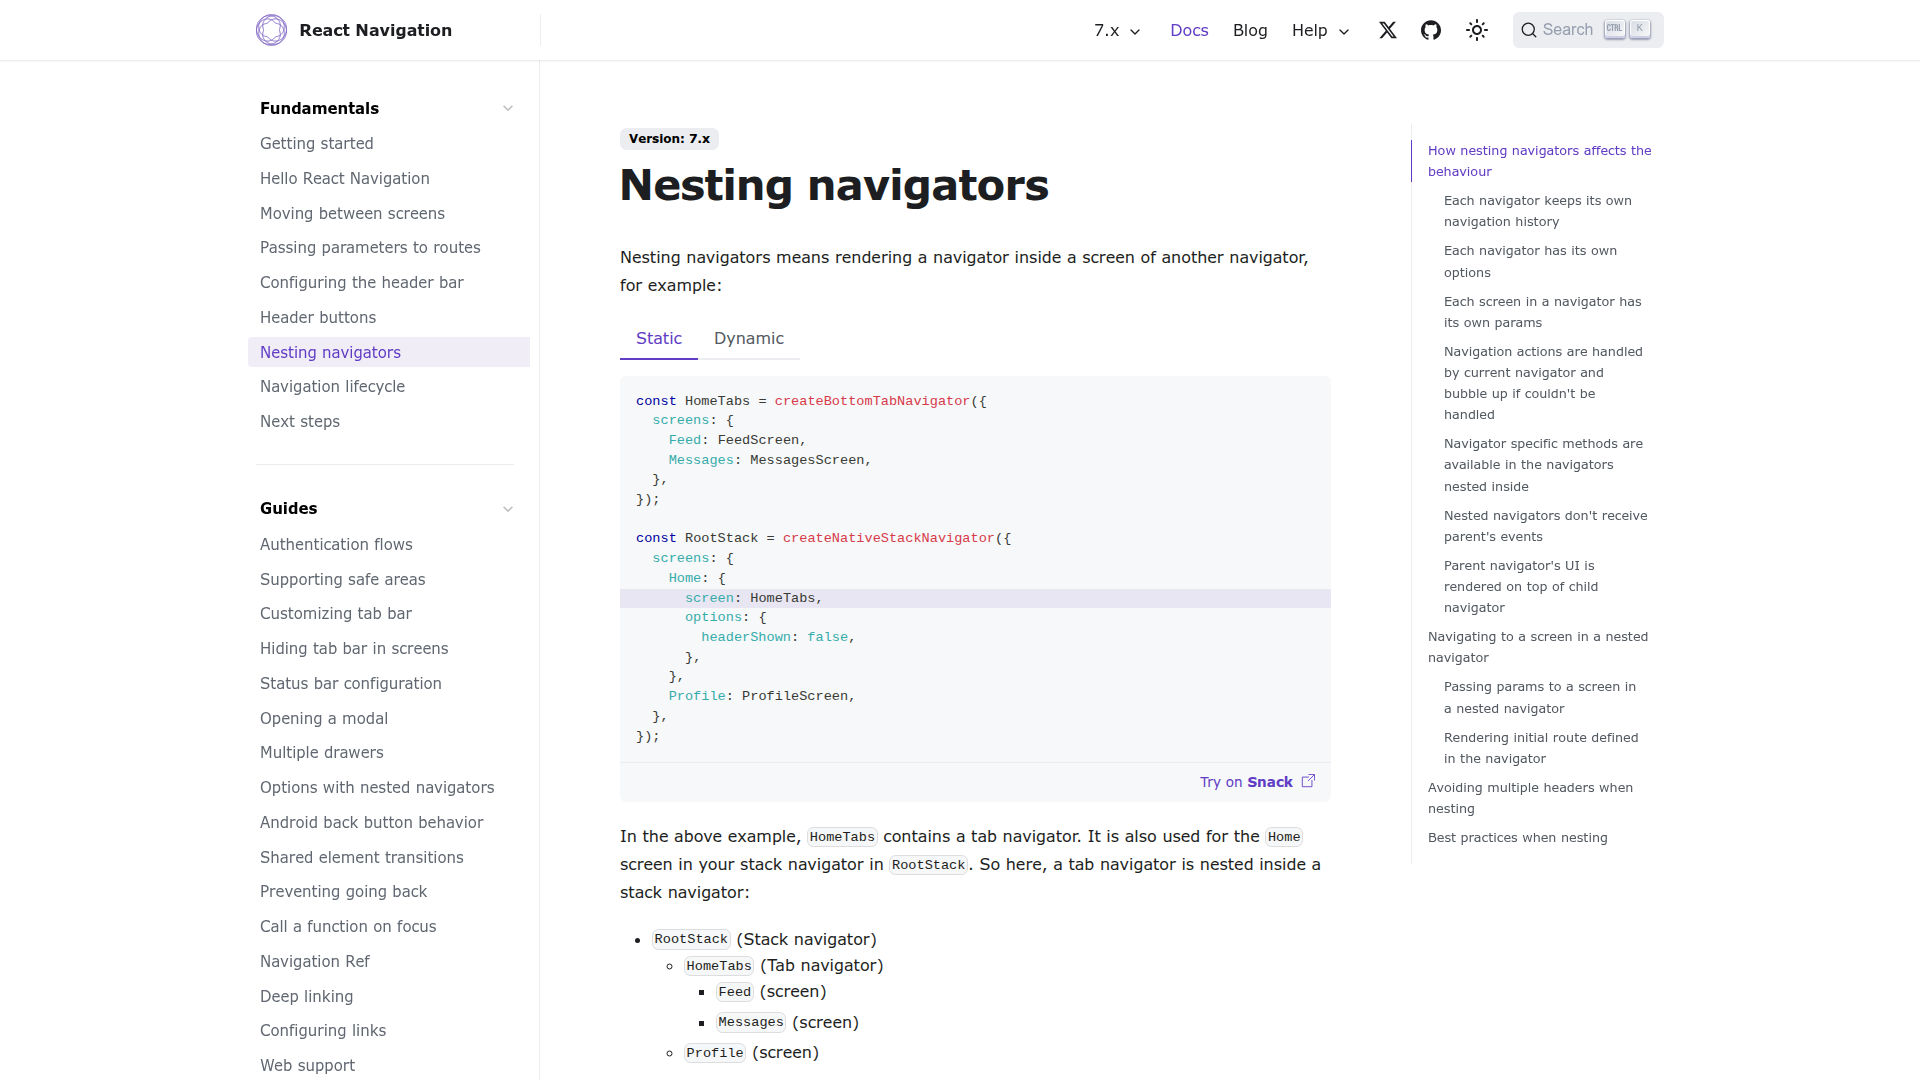 React Navigation
7.x
Docs
Blog
Help
Search
CTRL
K
Fundamentals
Getting started
Hello React Navigation
Moving between screens
Passing parameters to routes
Configuring the header bar
Header buttons
Nesting navigators
Navigation lifecycle
Next steps
Guides
Authentication flows
Supporting safe areas
Customizing tab bar
Hiding tab bar in screens
Status bar configuration
Opening a modal
Multiple drawers
Options with nested navigators
Android back button behavior
Shared element transitions
Preventing going back
Call a function on focus
Navigation Ref
Deep linking
Configuring links
Web support
Version: 7.x
Nesting navigators
Nesting navigators means rendering a navigator inside a screen of another navigator,
for example:
Static
Dynamic
const HomeTabs = createBottomTabNavigator({
  screens: {
    Feed: FeedScreen,
    Messages: MessagesScreen,
  },
});

const RootStack = createNativeStackNavigator({
  screens: {
    Home: {
      screen: HomeTabs,
      options: {
        headerShown: false,
      },
    },
    Profile: ProfileScreen,
  },
});
Try on Snack
In the above example, HomeTabs contains a tab navigator. It is also used for the Home
screen in your stack navigator in RootStack. So here, a tab navigator is nested inside a
stack navigator:
RootStack (Stack navigator)
HomeTabs (Tab navigator)
Feed (screen)
Messages (screen)
Profile (screen)
How nesting navigators affects the
behaviour
Each navigator keeps its own
navigation history
Each navigator has its own
options
Each screen in a navigator has
its own params
Navigation actions are handled
by current navigator and
bubble up if couldn't be
handled
Navigator specific methods are
available in the navigators
nested inside
Nested navigators don't receive
parent's events
Parent navigator's UI is
rendered on top of child
navigator
Navigating to a screen in a nested
navigator
Passing params to a screen in
a nested navigator
Rendering initial route defined
in the navigator
Avoiding multiple headers when
nesting
Best practices when nesting